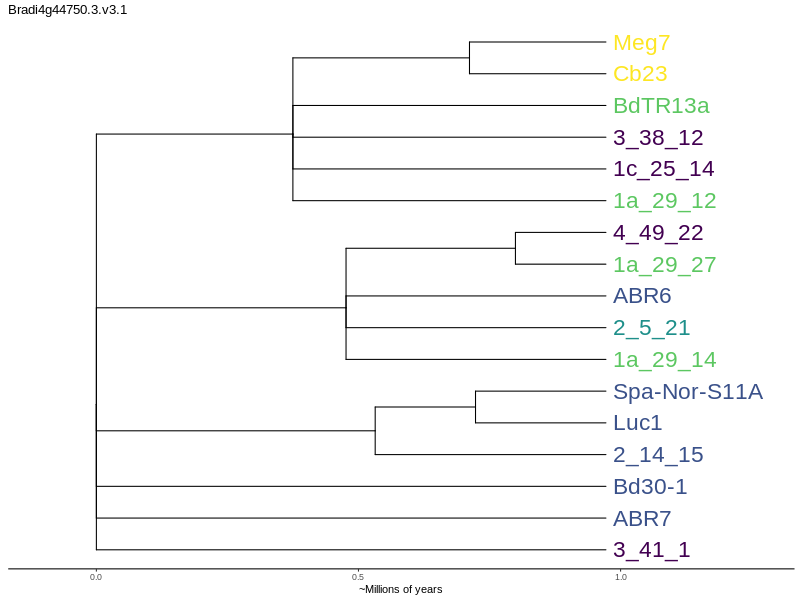 Bradi4g44750.3.v3.1
Meg7
Cb23
BdTR13a
3_38_12
1c_25_14
1a_29_12
4_49_22
1a_29_27
ABR6
2_5_21
1a_29_14
Spa-Nor-S11A
Luc1
2_14_15
Bd30-1
ABR7
3_41_1
0.0 0.5 1.0
~Millions of years